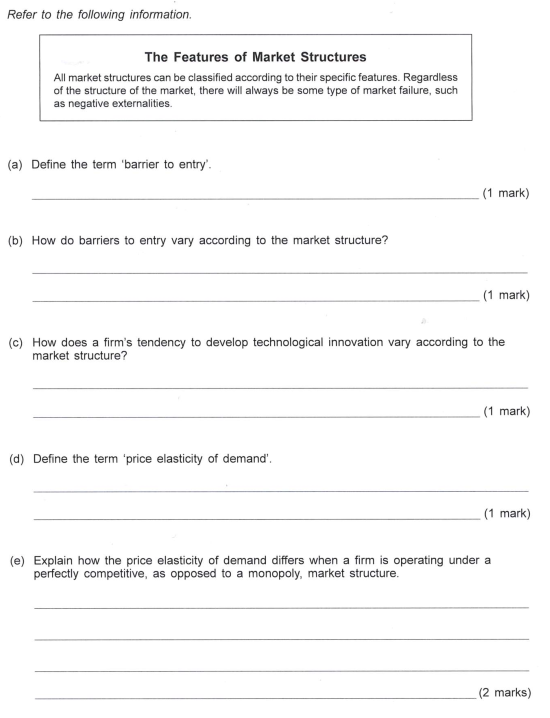 Refer to the following information.
The Features of Market Structures
All market structures can be classified according to their specific features. Regardless
of the structure of the market, there will always be some type of market failure, such
as negative externalities.
(a) Define the term 'barrier to entry'.
(1 mark)
(b) How do barriers to entry vary according to the market structure?
(1 mark)
(c) How does a firm's tendency to develop technological innovation vary according to the
market structure?
(1 mark)
(d) Define the term 'price elasticity of demand'.
(1 mark)
(e) Explain how the price elasticity of demand differs when a firm is operating under a
perfectly competitive, as opposed to a monopoly, market structure.
(2 marks)